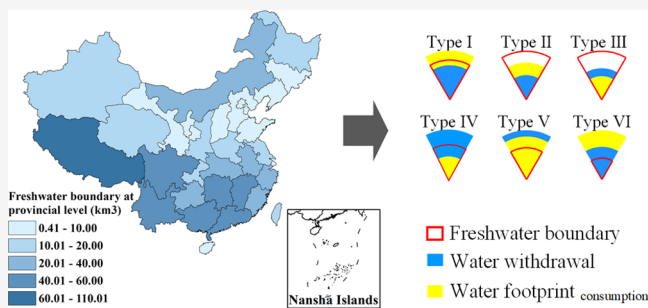 Freshwater boundary at
provincial level (km3)
0.41 - 10.00
10.01 - 20.00
20.01 - 40.00
40.01 - 60.00
60.01 - 110.01
Nansha Islands
Type I
Type II
Type III
Type IV
Type V
Type VI
Freshwater boundary
Water withdrawal
Water footprint consumption